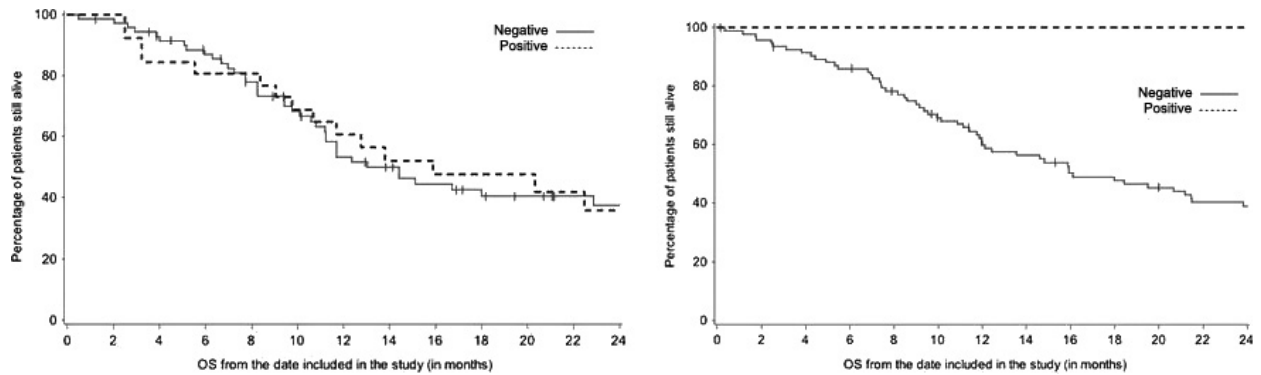 Percentage of patients still alive
100
80
60
40
20
0
Negative
Positive
0 2 4 6 8 10 12 14 16 18 20 22 24
OS from the date included in the study (in months)
Percentage of patients still alive
100
80
60
40
20
0
Negative
Positive
0 2 4 6 8 10 12 14 16 18 20 22 24
OS from the date included in the study (in months)